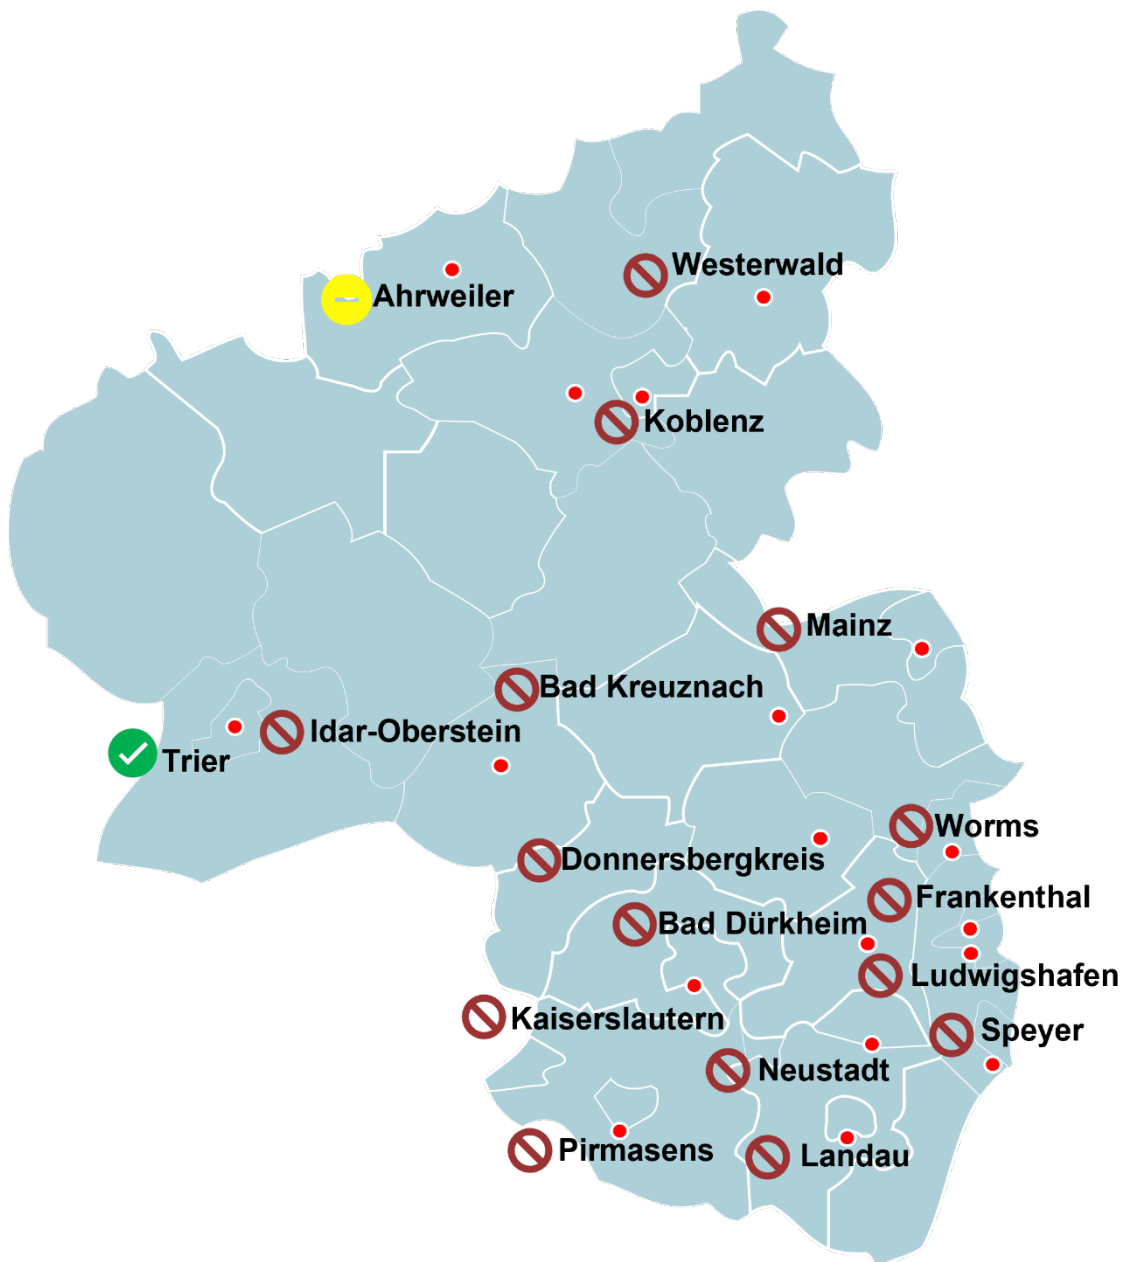 Westerwald
Ahrweiler
Koblenz
Mainz
Bad Kreuznach
Idar-Oberstein
Trier
Worms
Donnersbergkreis
Frankenthal
Bad Dürkheim
Ludwigshafen
Kaiserslautern
Speyer
Neustadt
Pirmasens
Landau